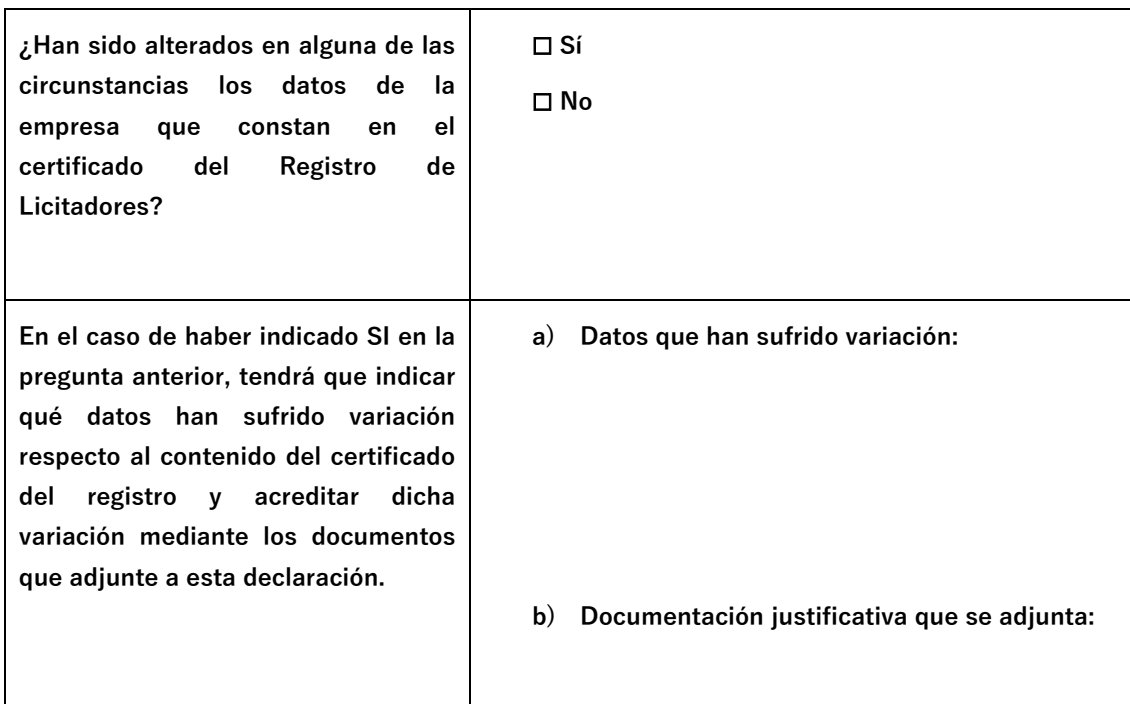 ¿Han sido alterados en alguna de las
circunstancias los datos de la
empresa que constan en el
certificado del Registro de
Licitadores?
☐ Sí
☐ No
En el caso de haber indicado SI en la
pregunta anterior, tendrá que indicar
qué datos han sufrido variación
respecto al contenido del certificado
del registro y acreditar dicha
variación mediante los documentos
que adjunte a esta declaración.
a) Datos que han sufrido variación:
b) Documentación justificativa que se adjunta: